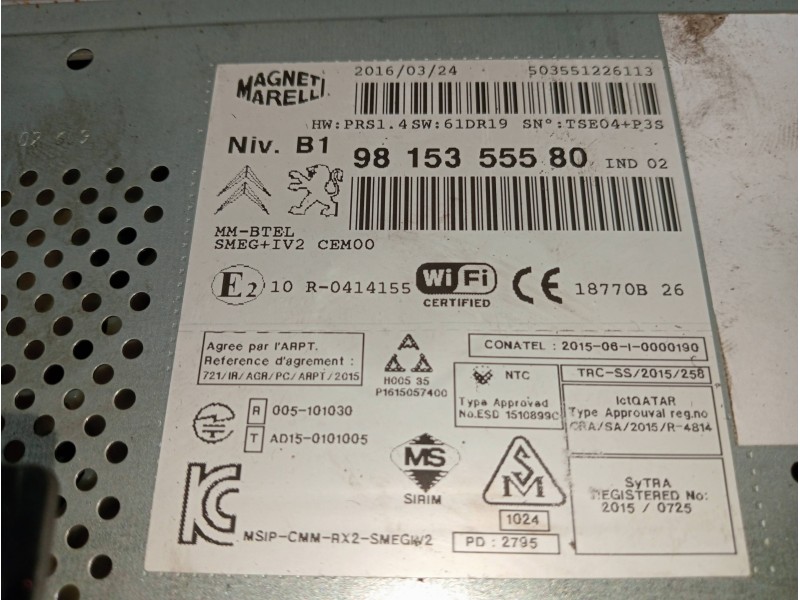 MAGNETI
MARELLI
2016/03/24
503551226113
HW:PRS1.4 SW:61DR19 SN°:TSE04+P3S
Niv. B1
98 153 555 80 IND 02
MM-BTEL
SMEG+IV2 CEM00
E2 10 R-0414155
WiFi
CERTIFIED
CE 18770B 26
Agree par l'ARPT.
Reference d'agrement :
721/IR/AGR/PC/ARPT/2015
H005 35
P1615057400
CONATEL : 2015-06-I-0000190
NTC
Type Approved
No.ESD 1510899C
TRC-SS/2015/258
IctQATAR
Type Approuval reg.no
CRA/SA/2015/R-4814
R 005-101030
T AD15-0101005
MS
SIRIM
SM
1024
PD : 2795
SyTRA
REGISTERED No:
2015 / 0725
KC
MSIP-CMM-RX2-SMEGIV2